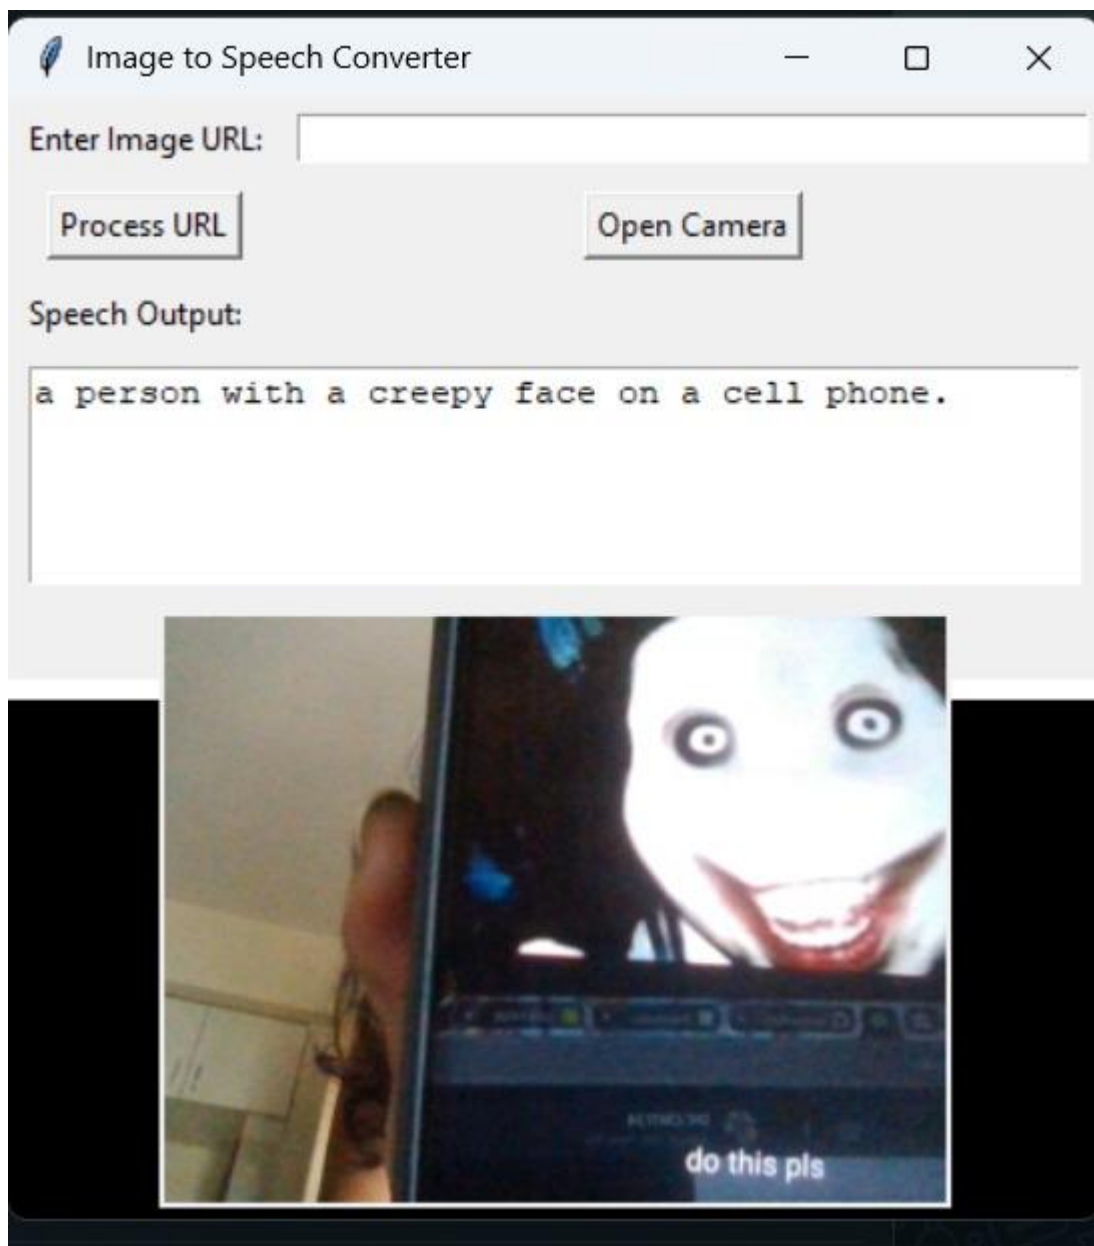 Image to Speech Converter
Enter Image URL:
Process URL
Open Camera
Speech Output:
a person with a creepy face on a cell phone.
do this pls